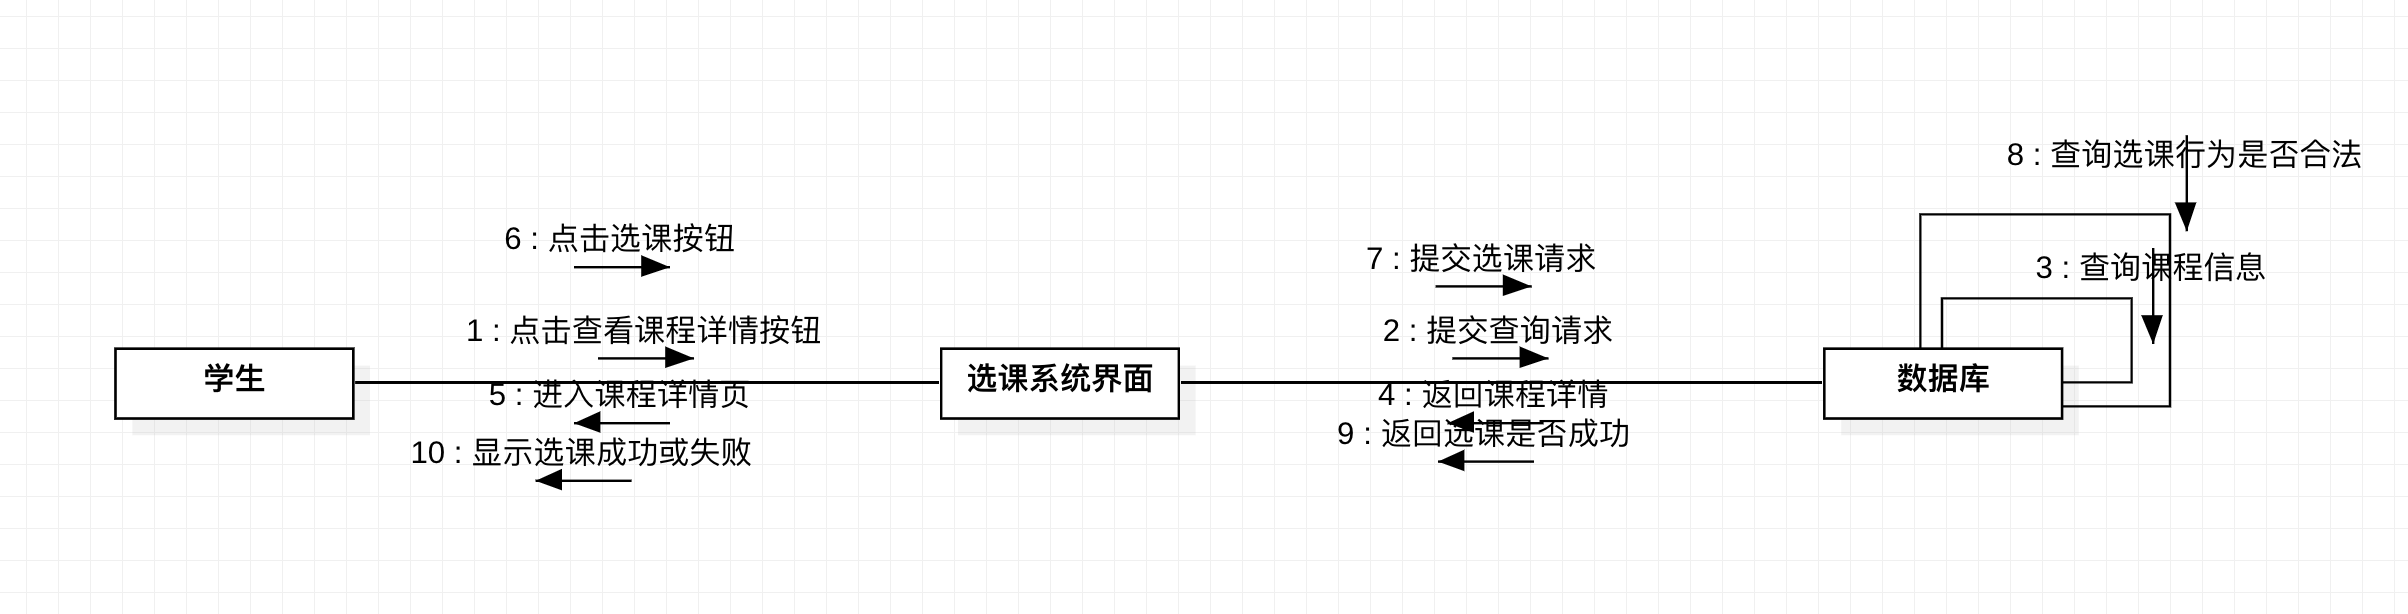 8 : 查询选课行为是否合法
6 : 点击选课按钮
7 : 提交选课请求
3 : 查询课程信息
1 : 点击查看课程详情按钮
2 : 提交查询请求
学生
选课系统界面
数据库
5 : 进入课程详情页
4 : 返回课程详情
9 : 返回选课是否成功
10 : 显示选课成功或失败